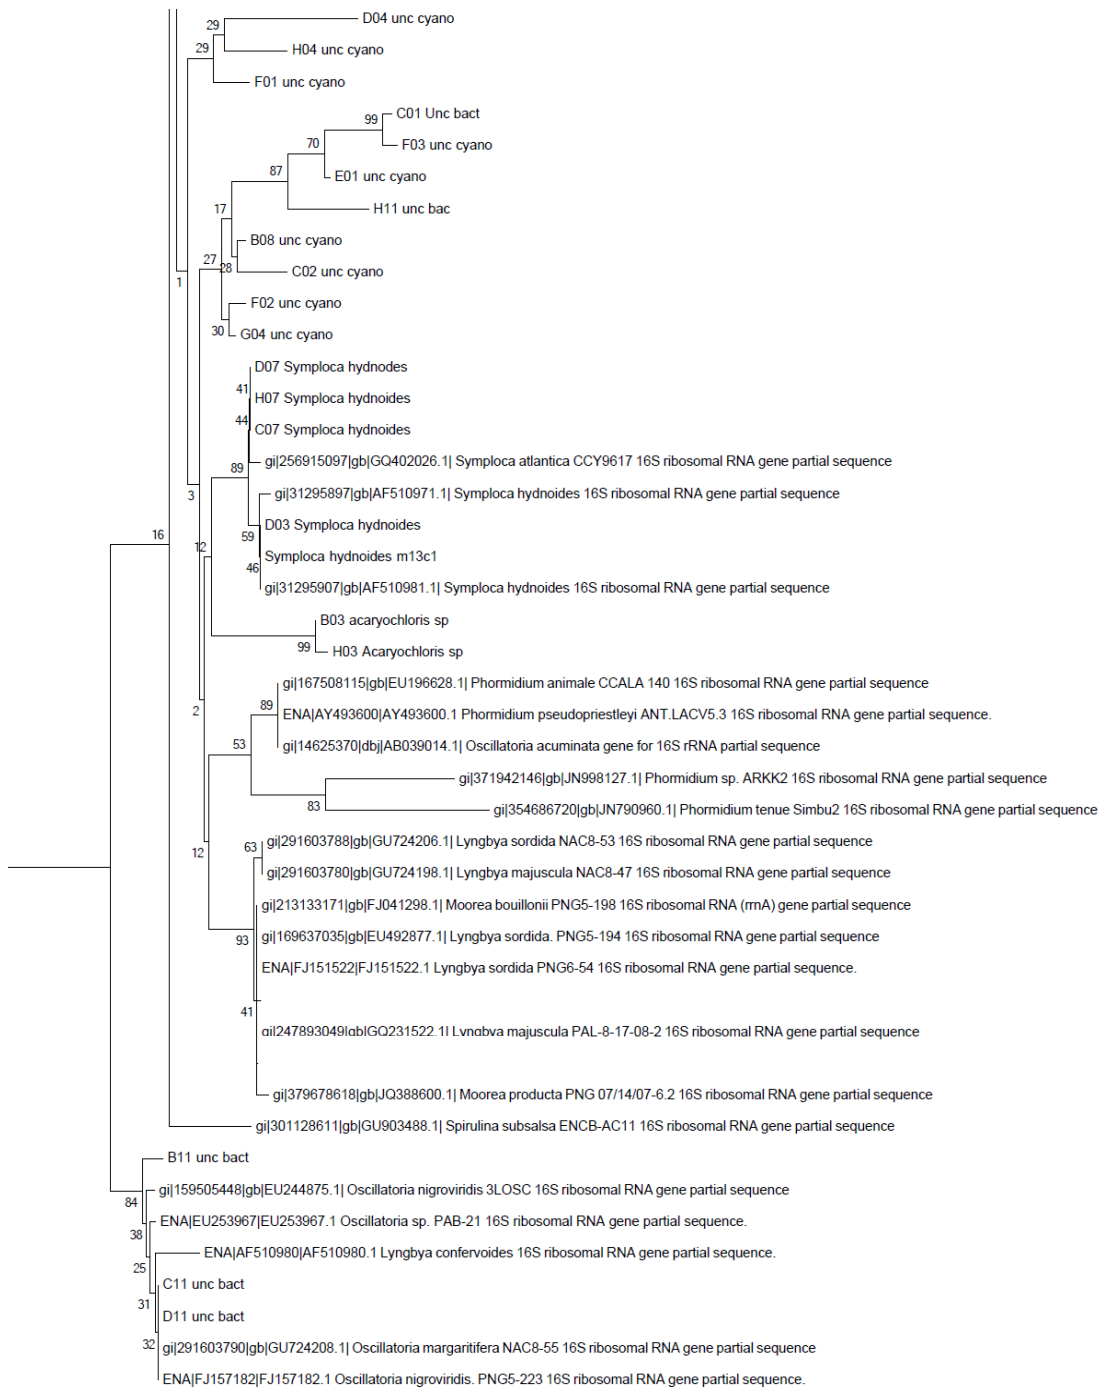 D04 unc cyano
29
H04 unc cyano
29
F01 unc cyano
C01 Unc bact
99
F03 unc cyano
70
E01 unc cyano
87
H11 unc bac
17
B08 unc cyano
27
28
C02 unc cyano
1
F02 unc cyano
30
G04 unc cyano
D07 Symploca hydnodes
41
H07 Symploca hydnoides
44
C07 Symploca hydnoides
gi|256915097|gb|GQ402026.1| Symploca atlantica CCY9617 16S ribosomal RNA gene partial sequence
89
gi|31295897|gb|AF510971.1| Symploca hydnoides 16S ribosomal RNA gene partial sequence
3
D03 Symploca hydnoides
59
16
12
Symploca hydnoides m13c1
46
gi|31295907|gb|AF510981.1| Symploca hydnoides 16S ribosomal RNA gene partial sequence
B03 acaryochloris sp
99
H03 Acaryochloris sp
gi|167508115|gb|EU196628.1| Phormidium animale CCALA 140 16S ribosomal RNA gene partial sequence
2
89
ENA|AY493600|AY493600.1 Phormidium pseudopriestleyi ANT.LACV5.3 16S ribosomal RNA gene partial sequence.
53
gi|14625370|dbj|AB039014.1| Oscillatoria acuminata gene for 16S rRNA partial sequence
gi|371942146|gb|JN998127.1| Phormidium sp. ARKK2 16S ribosomal RNA gene partial sequence
83
gi|354686720|gb|JN790960.1| Phormidium tenue Simbu2 16S ribosomal RNA gene partial sequence
gi|291603788|gb|GU724206.1| Lyngbya sordida NAC8-53 16S ribosomal RNA gene partial sequence
63
12
gi|291603780|gb|GU724198.1| Lyngbya majuscula NAC8-47 16S ribosomal RNA gene partial sequence
gi|213133171|gb|FJ041298.1| Moorea bouillonii PNG5-198 16S ribosomal RNA (rrnA) gene partial sequence
93
gi|169637035|gb|EU492877.1| Lyngbya sordida. PNG5-194 16S ribosomal RNA gene partial sequence
ENA|FJ151522|FJ151522.1 Lyngbya sordida PNG6-54 16S ribosomal RNA gene partial sequence.
41
gi|247893049|gb|GQ231522.1| Lyngbya majuscula PAL-8-17-08-2 16S ribosomal RNA gene partial sequence
gi|379678618|gb|JQ388600.1| Moorea producta PNG 07/14/07-6.2 16S ribosomal RNA gene partial sequence
gi|301128611|gb|GU903488.1| Spirulina subsalsa ENCB-AC11 16S ribosomal RNA gene partial sequence
B11 unc bact
84
gi|159505448|gb|EU244875.1| Oscillatoria nigroviridis 3LOSC 16S ribosomal RNA gene partial sequence
38
ENA|EU253967|EU253967.1 Oscillatoria sp. PAB-21 16S ribosomal RNA gene partial sequence.
25
ENA|AF510980|AF510980.1 Lyngbya confervoides 16S ribosomal RNA gene partial sequence.
C11 unc bact
31
D11 unc bact
32
gi|291603790|gb|GU724208.1| Oscillatoria margaritifera NAC8-55 16S ribosomal RNA gene partial sequence
ENA|FJ157182|FJ157182.1 Oscillatoria nigroviridis. PNG5-223 16S ribosomal RNA gene partial sequence.